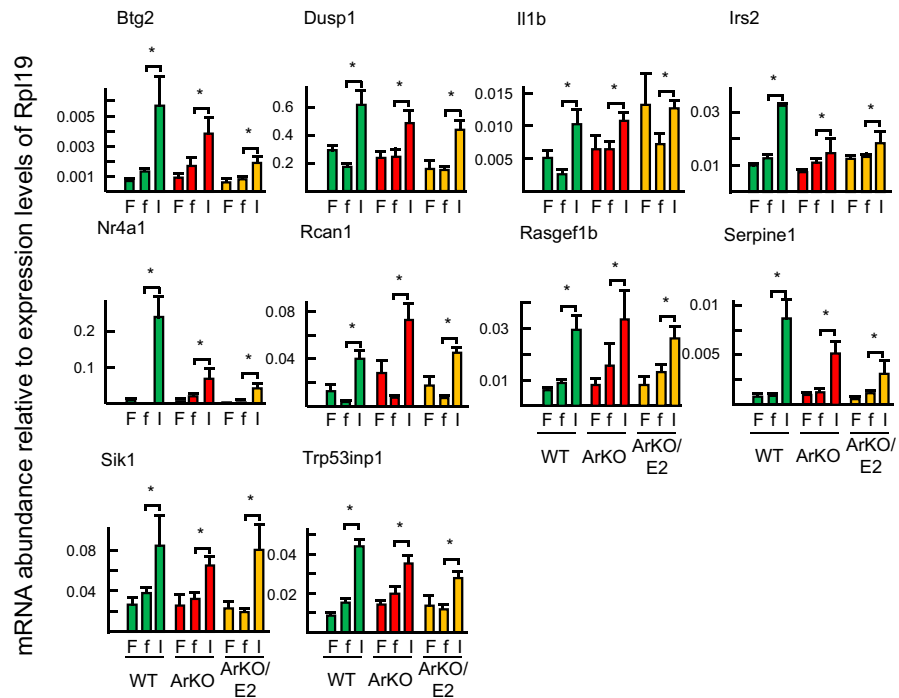 mRNA abundance relative to expression levels of Rpl19
Btg2
Dusp1
Il1b
Irs2
* * *
* * *
* * *
* * *
0.005
0.003
0.001
0.6
0.4
0.2
0.015
0.010
0.005
0.03
0.01
F f I F f I F f I
F f I F f I F f I
F f I F f I F f I
F f I F f I F f I
Nr4a1
Rcan1
Rasgef1b
Serpine1
* * *
* * *
* * *
* * *
0.2
0.1
0.08
0.04
0.03
0.01
0.010
0.005
F f I F f I F f I
F f I F f I F f I
F f I F f I F f I
F f I F f I F f I
WT ArKO ArKO/
E2
WT ArKO ArKO/
E2
Sik1
Trp53inp1
* * *
* * *
0.08
0.04
0.04
0.02
F f I F f I F f I
F f I F f I F f I
WT ArKO ArKO/
E2
WT ArKO ArKO/
E2